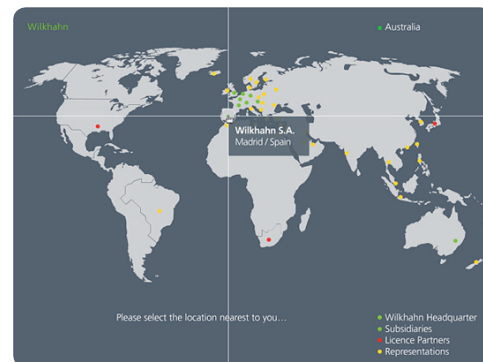 Wilkhahn
Australia
Wilkhahn S.A.
Madrid / Spain
Please select the location nearest to you...
Wilkhahn Headquarter
Subsidiaries
Licence Partners
Representations